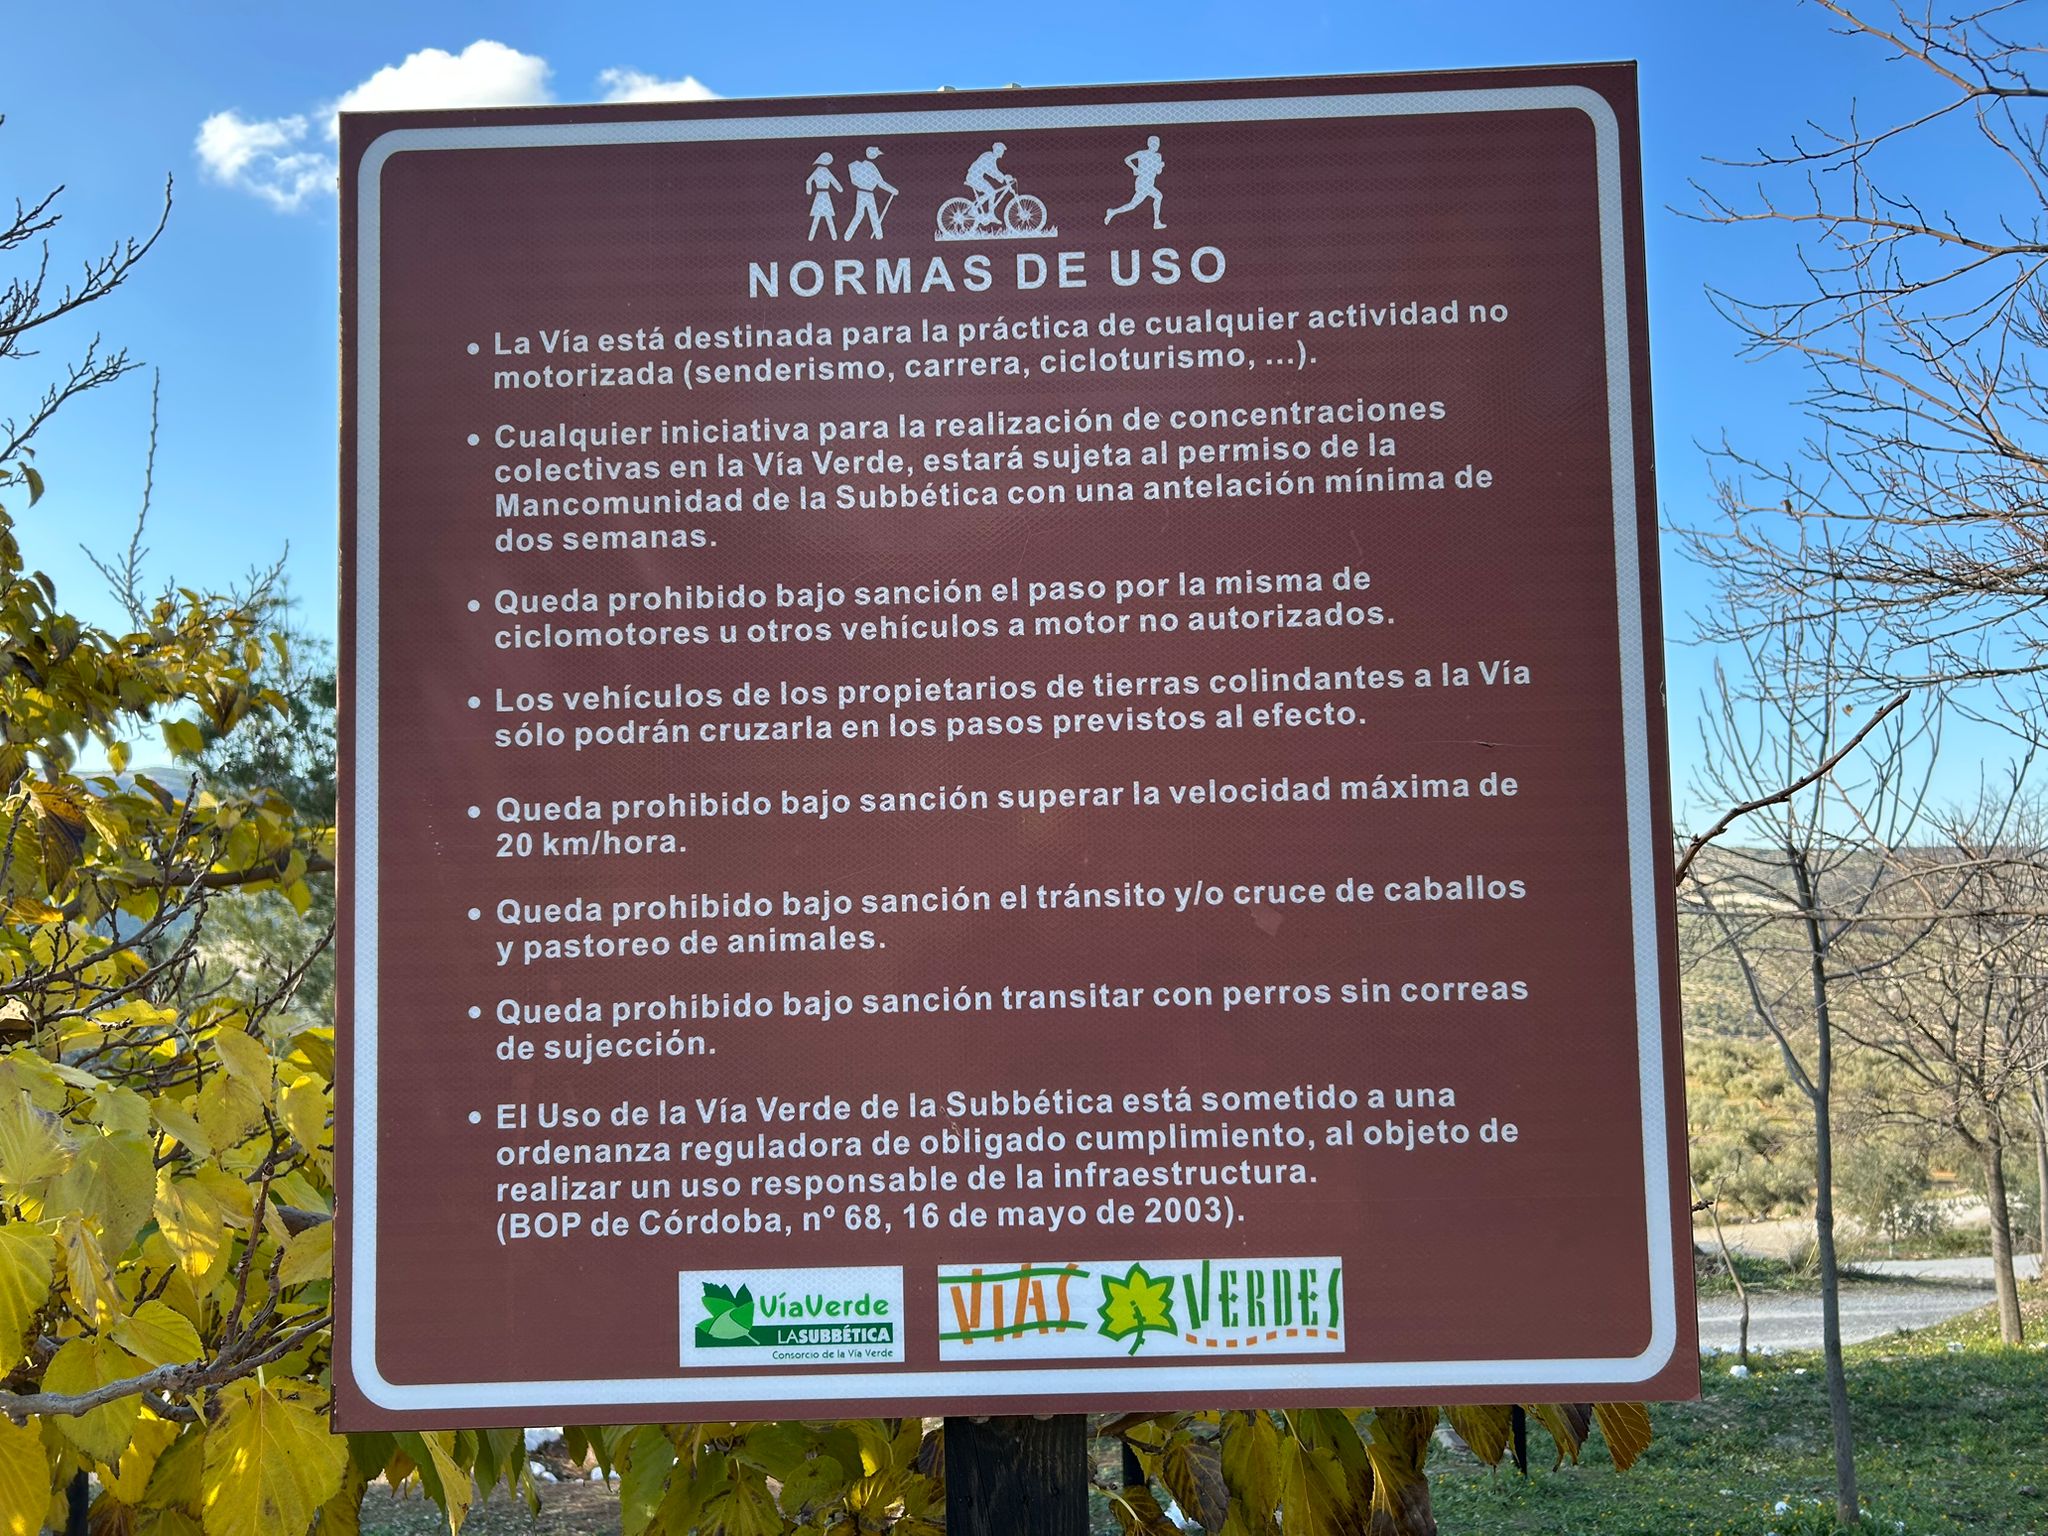 NORMAS DE USO
• La Vía está destinada para la práctica de cualquier actividad no
motorizada (senderismo, carrera, cicloturismo, ...).
• Cualquier iniciativa para la realización de concentraciones
colectivas en la Vía Verde, estará sujeta al permiso de la
Mancomunidad de la Subbética con una antelación mínima de
dos semanas.
• Queda prohibido bajo sanción el paso por la misma de
ciclomotores u otros vehículos a motor no autorizados.
• Los vehículos de los propietarios de tierras colindantes a la Vía
sólo podrán cruzarla en los pasos previstos al efecto.
• Queda prohibido bajo sanción superar la velocidad máxima de
20 km/hora.
• Queda prohibido bajo sanción el tránsito y/o cruce de caballos
y pastoreo de animales.
• Queda prohibido bajo sanción transitar con perros sin correas
de sujección.
• El Uso de la Vía Verde de la Subbética está sometido a una
ordenanza reguladora de obligado cumplimiento, al objeto de
realizar un uso responsable de la infraestructura.
(BOP de Córdoba, nº 68, 16 de mayo de 2003).
VíaVerde
LASUBBÉTICA
Consorcio de la Vía Verde
VIAS VERDES